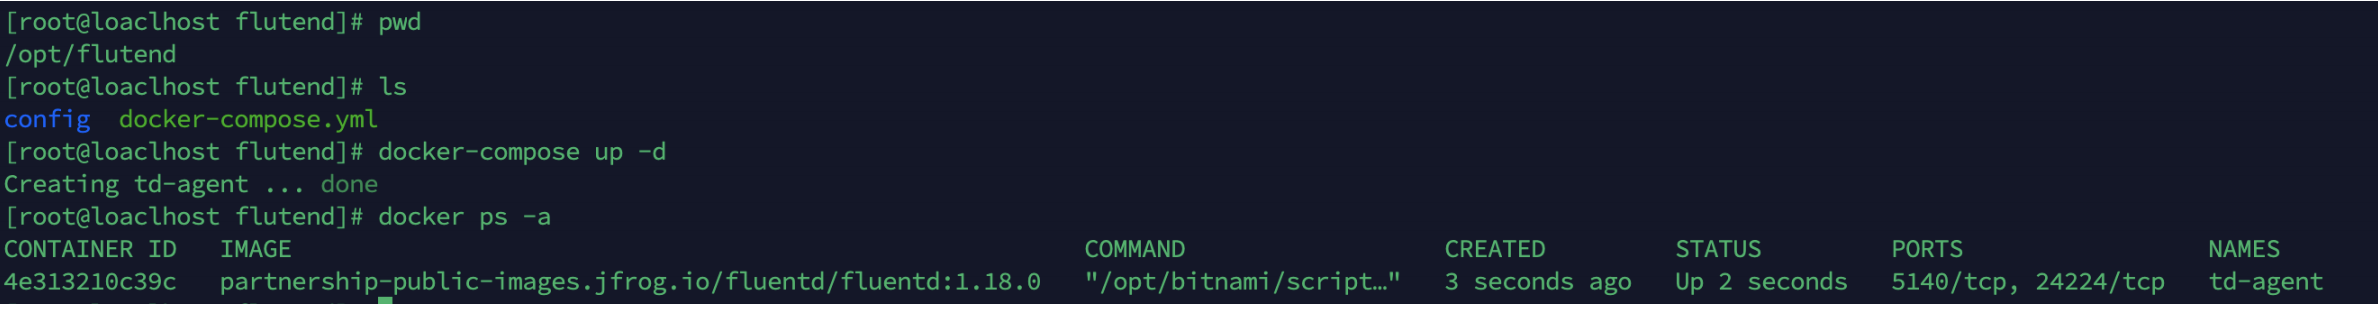 [root@loaclhost flutend]# pwd
/opt/flutend
[root@loaclhost flutend]# ls
config  docker-compose.yml
[root@loaclhost flutend]# docker-compose up -d
Creating td-agent ... done
[root@loaclhost flutend]# docker ps -a
CONTAINER ID   IMAGE                                                       COMMAND                  CREATED         STATUS         PORTS                 NAMES
4e313210c39c   partnership-public-images.jfrog.io/fluentd/fluentd:1.18.0   "/opt/bitnami/script…"   3 seconds ago   Up 2 seconds   5140/tcp, 24224/tcp   td-agent